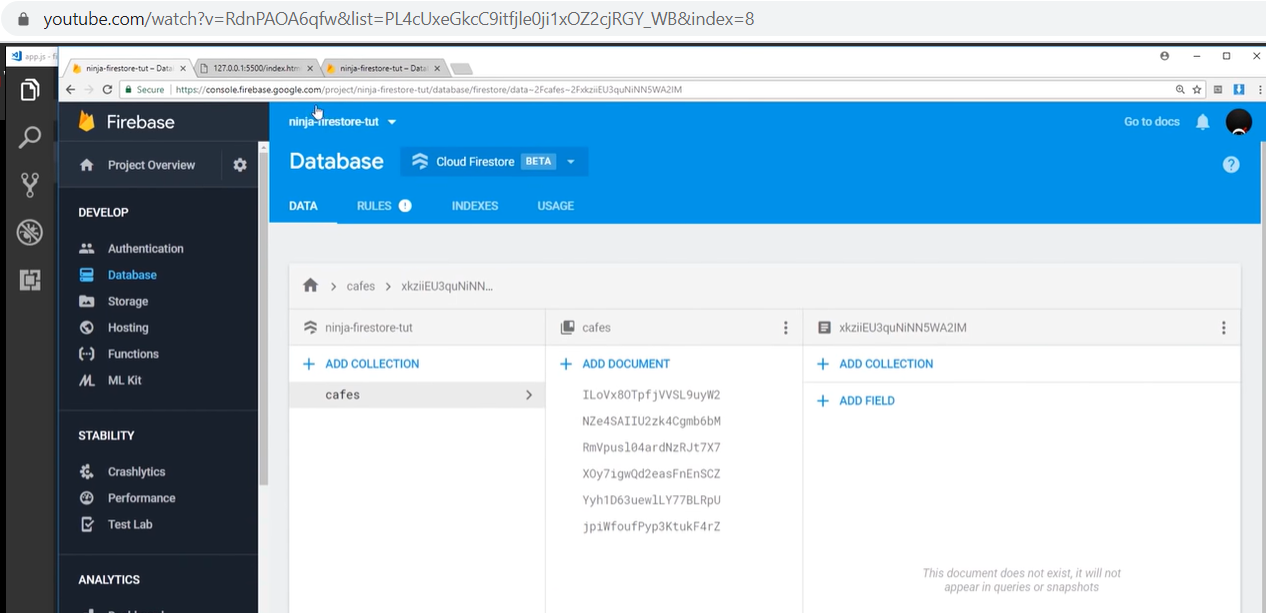 youtube.com/watch?v=RdnPAOA6qfw&list=PL4cUxeGkcC9itfjle0ji1xOZ2cjRGY_WB&index=8
app.js - fi
ninja-firestore-tut – Data
127.0.0.1:5500/index.htm
ninja-firestore-tut – Data
Secure | https://console.firebase.google.com/project/ninja-firestore-tut/database/firestore/data~2Fcafes~2FxkziiEU3quNiNN5WA2IM
Firebase
ninja-firestore-tut
Go to docs
Project Overview
Database
Cloud Firestore BETA
?
DATA
RULES !
INDEXES
USAGE
DEVELOP
Authentication
Database
Storage
Hosting
Functions
ML Kit
STABILITY
Crashlytics
Performance
Test Lab
ANALYTICS
cafes
xkziiEU3quNiNN...
ninja-firestore-tut
cafes
xkziiEU3quNiNN5WA2IM
+ ADD COLLECTION
+ ADD DOCUMENT
+ ADD COLLECTION
cafes
+ ADD FIELD
ILoVx8OTpfjVVSL9uyW2
NZe4SAIIU2zk4Cgmb6bM
RmVpusl04ardNzRJt7X7
XOy7igwQd2easFnEnSCZ
Yyh1D63uewlLY77BLRpU
jpiWfoufPyp3KtukF4rZ
This document does not exist, it will not
appear in queries or snapshots